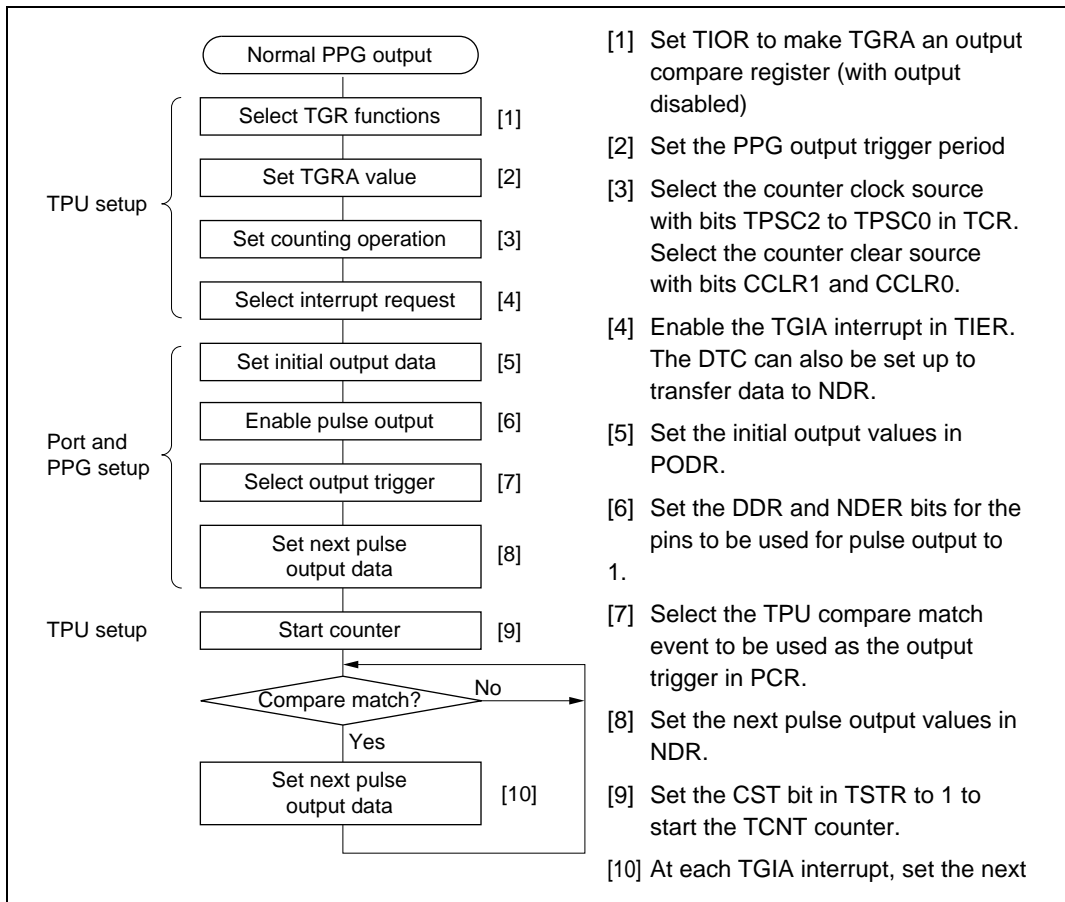 Normal PPG output
TPU setup
Select TGR functions [1]
Set TGRA value [2]
Set counting operation [3]
Select interrupt request [4]
Port and
PPG setup
Set initial output data [5]
Enable pulse output [6]
Select output trigger [7]
Set next pulse
output data
[8]
TPU setup
Start counter [9]
Compare match?
No
Yes
Set next pulse
output data
[10]
[1] Set TIOR to make TGRA an output
compare register (with output
disabled)
[2] Set the PPG output trigger period
[3] Select the counter clock source
with bits TPSC2 to TPSC0 in TCR.
Select the counter clear source
with bits CCLR1 and CCLR0.
[4] Enable the TGIA interrupt in TIER.
The DTC can also be set up to
transfer data to NDR.
[5] Set the initial output values in
PODR.
[6] Set the DDR and NDER bits for the
pins to be used for pulse output to
1.
[7] Select the TPU compare match
event to be used as the output
trigger in PCR.
[8] Set the next pulse output values in
NDR.
[9] Set the CST bit in TSTR to 1 to
start the TCNT counter.
[10] At each TGIA interrupt, set the next